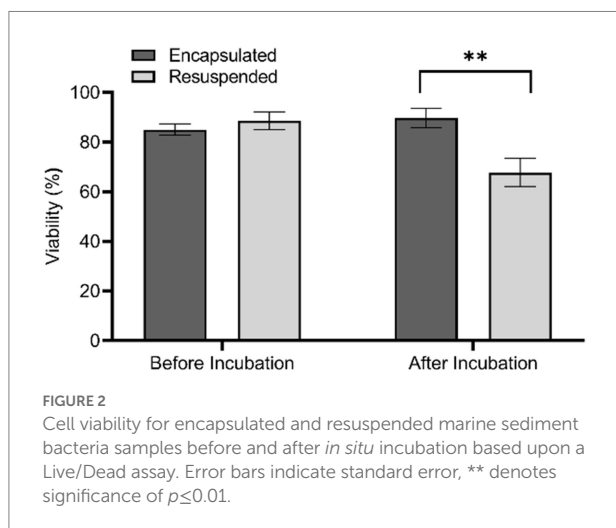 Encapsulated
Resuspended
**
100
80
60
40
20
0
Viability (%)
Before Incubation
After Incubation
FIGURE 2
Cell viability for encapsulated and resuspended marine sediment
bacteria samples before and after in situ incubation based upon a
Live/Dead assay. Error bars indicate standard error, ** denotes
significance of p≤0.01.